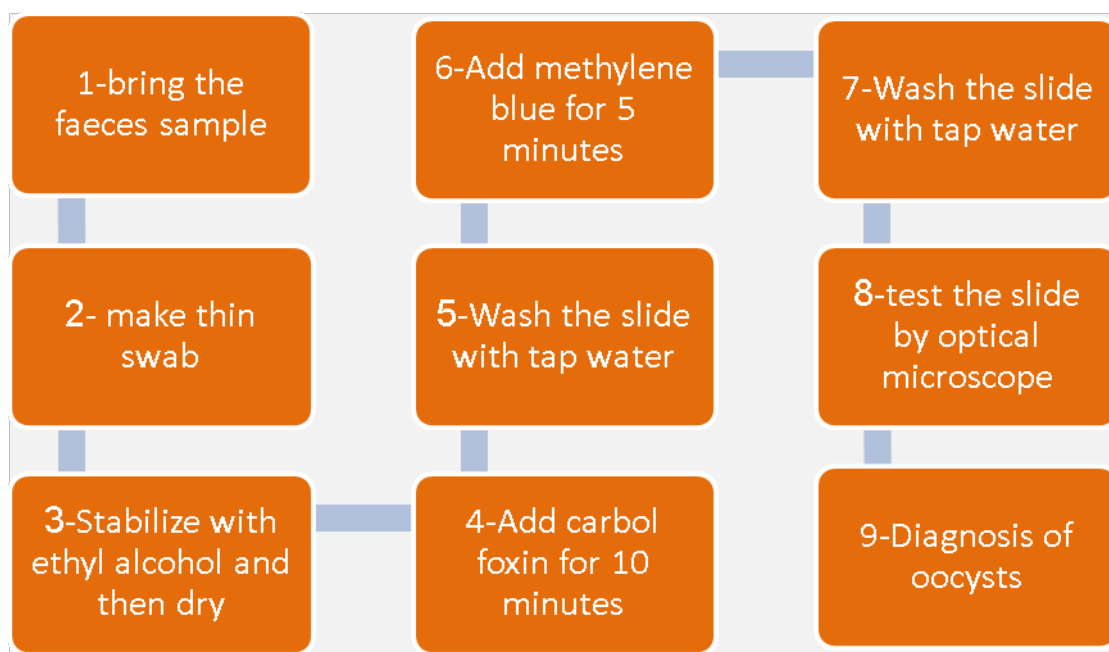 1-bring the
faeces sample
2- make thin
swab
3-Stabilize with
ethyl alcohol and
then dry
4-Add carbol
foxin for 10
minutes
5-Wash the slide
with tap water
6-Add methylene
blue for 5
minutes
7-Wash the slide
with tap water
8-test the slide
by optical
microscope
9-Diagnosis of
oocysts